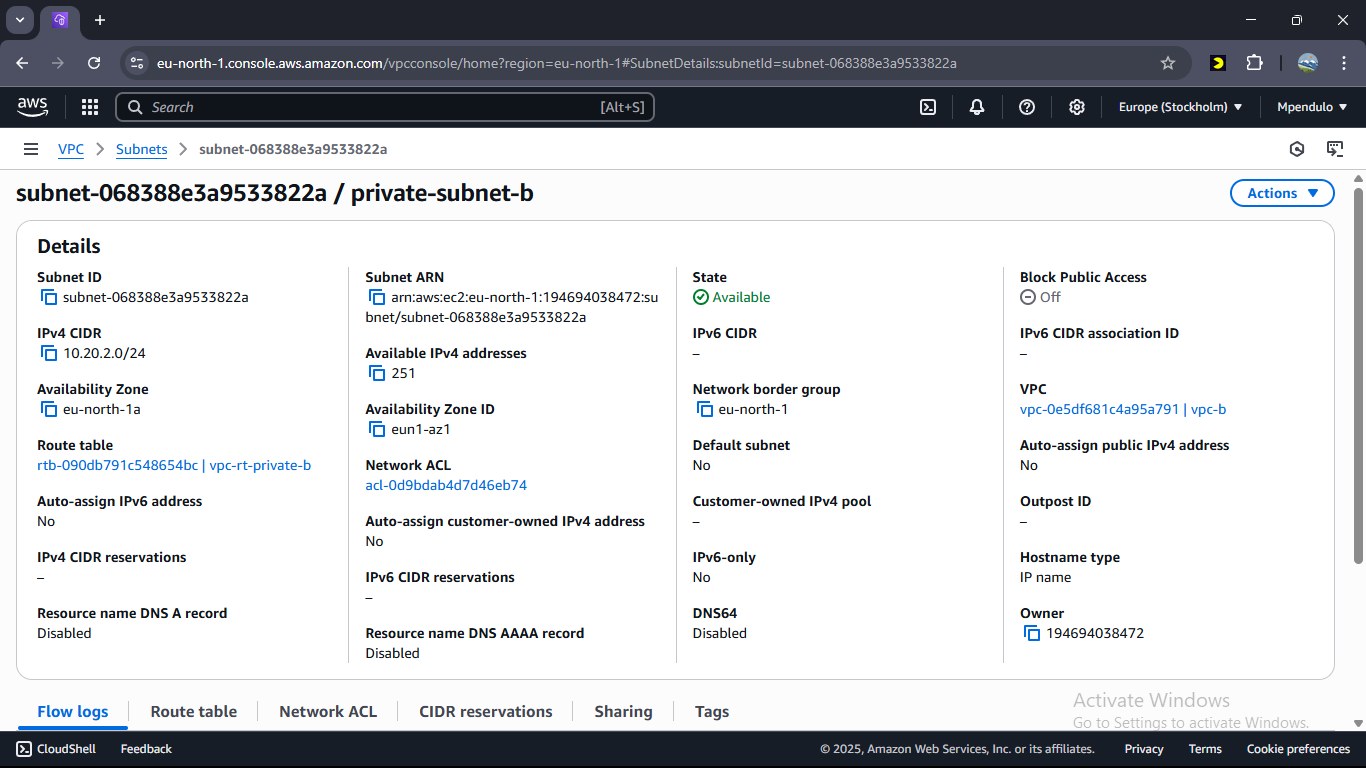 eu-north-1.console.aws.amazon.com/vpcconsole/home?region=eu-north-1#SubnetDetails:subnetId=subnet-068388e3a9533822a
aws
Search
[Alt+S]
Europe (Stockholm)
Mpendulo
VPC
Subnets
subnet-068388e3a9533822a
subnet-068388e3a9533822a / private-subnet-b
Actions
Details
Subnet ID
subnet-068388e3a9533822a
IPv4 CIDR
10.20.2.0/24
Availability Zone
eu-north-1a
Route table
rtb-090db791c548654bc | vpc-rt-private-b
Auto-assign IPv6 address
No
IPv4 CIDR reservations
–
Resource name DNS A record
Disabled
Subnet ARN
arn:aws:ec2:eu-north-1:194694038472:su
bnet/subnet-068388e3a9533822a
Available IPv4 addresses
251
Availability Zone ID
eun1-az1
Network ACL
acl-0d9bdab4d7d46eb74
Auto-assign customer-owned IPv4 address
No
IPv6 CIDR reservations
–
Resource name DNS AAAA record
Disabled
State
Available
IPv6 CIDR
–
Network border group
eu-north-1
Default subnet
No
Customer-owned IPv4 pool
–
IPv6-only
No
DNS64
Disabled
Block Public Access
Off
IPv6 CIDR association ID
–
VPC
vpc-0e5df681c4a95a791 | vpc-b
Auto-assign public IPv4 address
No
Outpost ID
–
Hostname type
IP name
Owner
194694038472
Flow logs
Route table
Network ACL
CIDR reservations
Sharing
Tags
Activate Windows
Go to Settings to activate Windows.
CloudShell
Feedback
© 2025, Amazon Web Services, Inc. or its affiliates.
Privacy
Terms
Cookie preferences